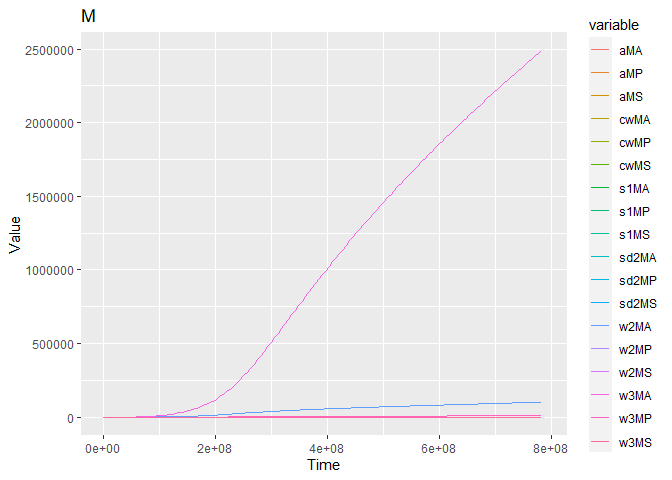 M
variable
aMA
aMP
aMS
cwMA
cwMP
cwMS
s1MA
s1MP
s1MS
sd2MA
sd2MP
sd2MS
w2MA
w2MP
w2MS
w3MA
w3MP
w3MS
Value
2500000
2000000
1500000
1000000
500000
0
0e+00
2e+08
4e+08
6e+08
8e+08
Time